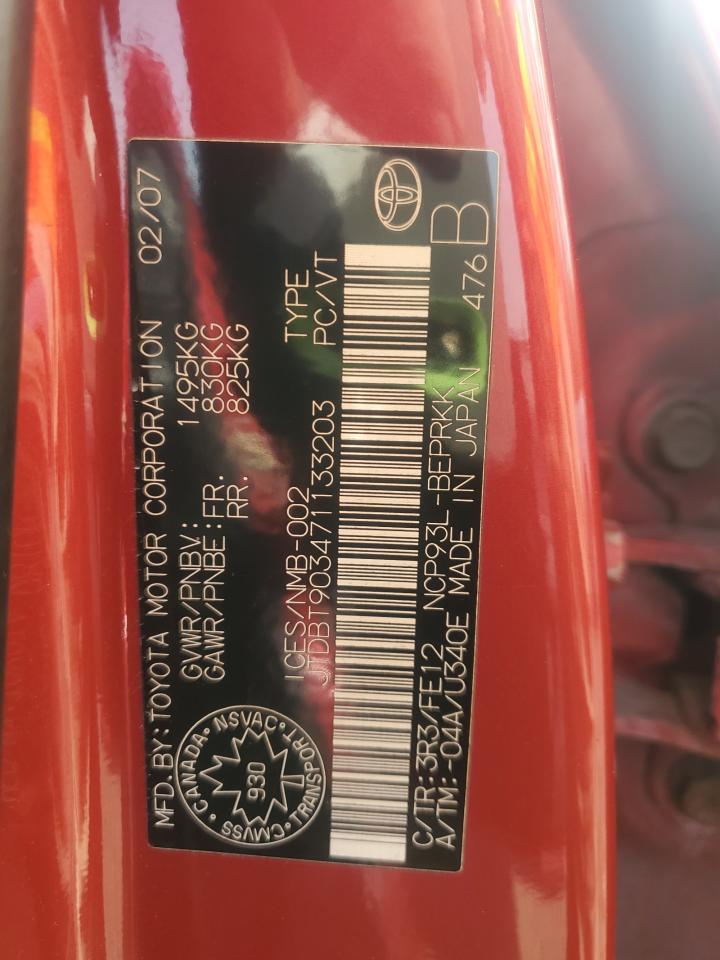 MFD. BY: TOYOTA MOTOR CORPORATION 02/07
GVWR/PNBV: 1495KG
GAWR/PNBE: FR. 830KG
RR. 825KG
CANADA · NSVAC · TRANSPORT · CMVSS
930
ICES/NMB-002 TYPE
JTDBT903471133203 PC/VT
C/TR: 3R3/FE12 NCP93L-BEPRKK 476 B
A/TM: -04A/U340E MADE IN JAPAN